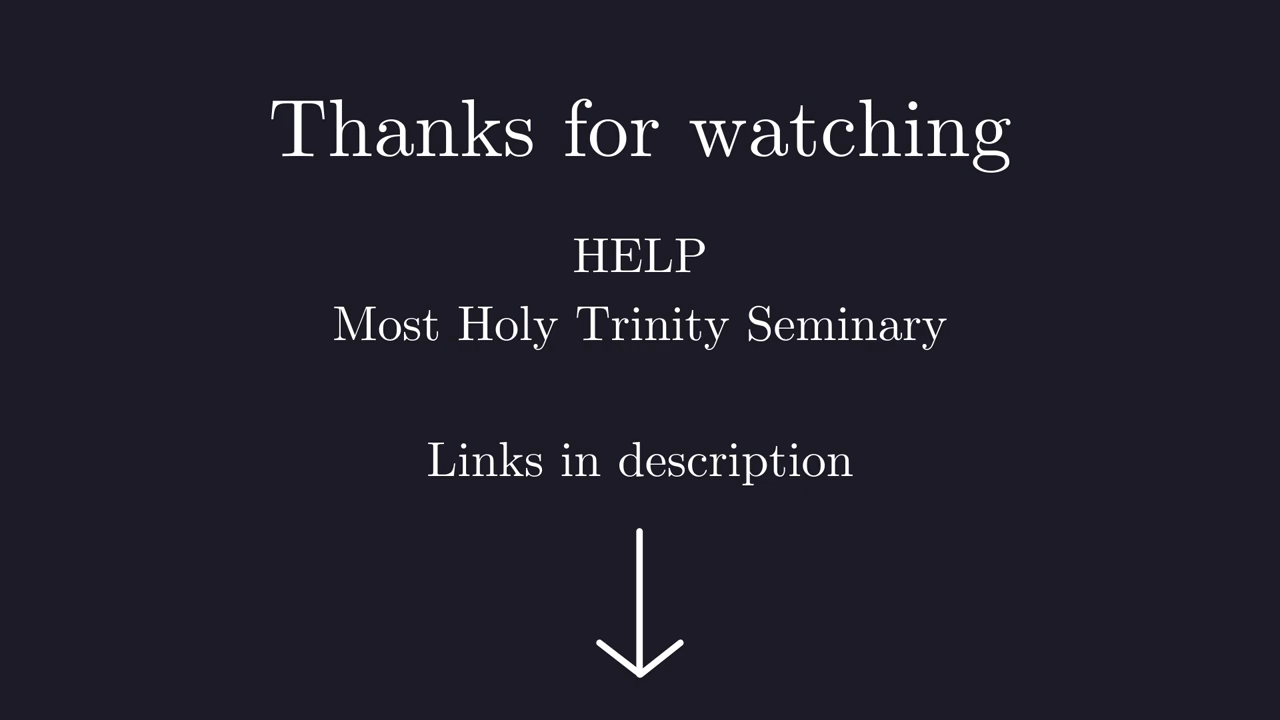 Thanks for watching
HELP
Most Holy Trinity Seminary
Links in description